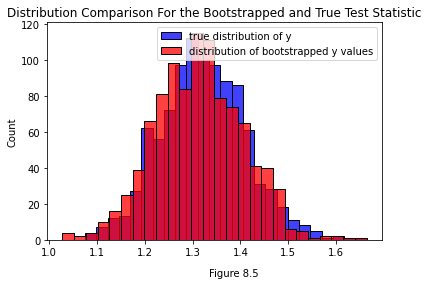 Distribution Comparison For the Bootstrapped and True Test Statistic
true distribution of y
distribution of bootstrapped y values
Count
120
100
80
60
40
20
0
1.0 1.1 1.2 1.3 1.4 1.5 1.6
Figure 8.5